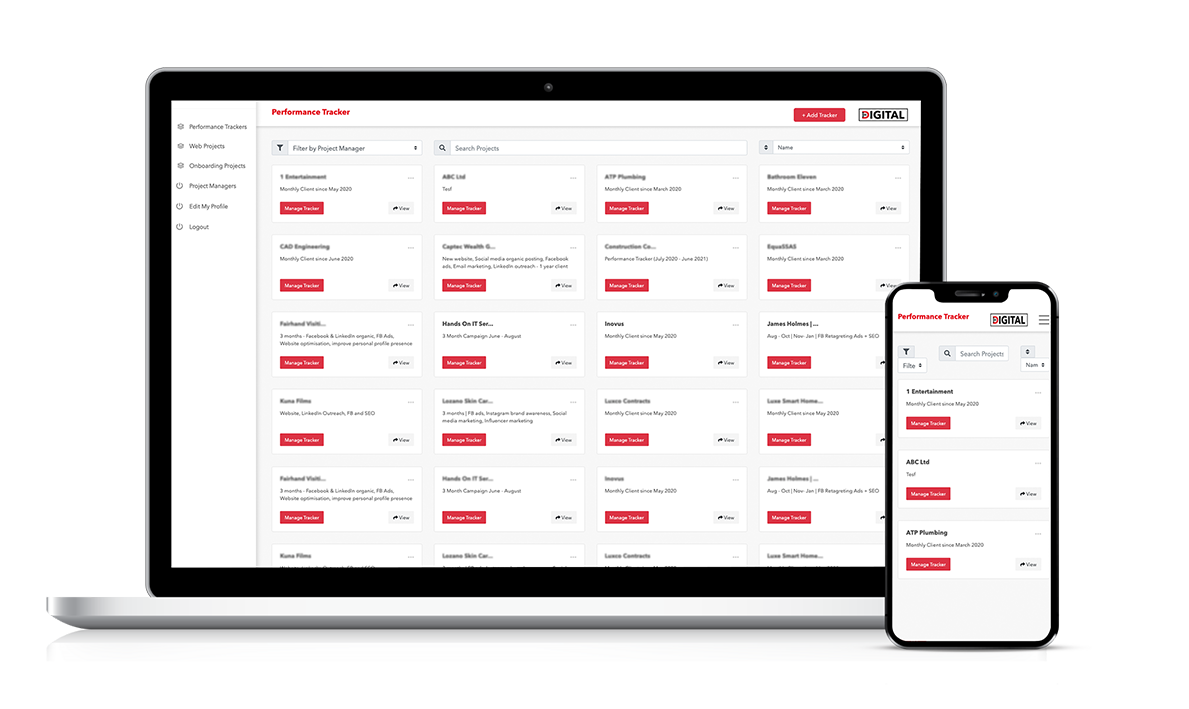 Performance Tracker
+ Add Tracker
DIGITAL
Performance Trackers
Web Projects
Onboarding Projects
Project Managers
Edit My Profile
Logout
Filter by Project Manager
Search Projects
Name
1 Entertainment
Monthly Client since May 2020
Manage Tracker
View
ABC Ltd
Test
Manage Tracker
View
ATP Plumbing
Monthly Client since March 2020
Manage Tracker
View
Bathroom Eleven
Monthly Client since March 2020
Manage Tracker
View
CAD Engineering
Monthly Client since June 2020
Manage Tracker
View
Captec Wealth G...
New website, Social media organic posting, Facebook
ads, Email marketing, LinkedIn outreach - 1 year client
Manage Tracker
View
Construction Co...
Performance Tracker (July 2020 - June 2021)
Manage Tracker
View
EquaSSAS
Monthly Client since March 2020
Manage Tracker
View
Fairhand Visiti...
3 months - Facebook & LinkedIn organic, FB Ads,
Website optimisation, improve personal profile presence
Manage Tracker
View
Hands On IT Ser...
3 Month Campaign June - August
Manage Tracker
View
Inovus
Monthly Client since May 2020
Manage Tracker
View
James Holmes | ...
Aug - Oct | Nov- Jan | FB Retagreting Ads + SEO
Manage Tracker
Kuna Films
Website, LinkedIn Outreach, FB and SEO
Manage Tracker
View
Lozano Skin Car...
3 months | FB ads, Instagram brand awareness, Social
media marketing, Influencer marketing
Manage Tracker
View
Luxco Contracts
Monthly Client since May 2020
Manage Tracker
View
Luxe Smart Home...
Monthly Client since May 2020
Manage Tracker
Fairhand Visiti...
3 months - Facebook & LinkedIn organic, FB Ads,
Website optimisation, improve personal profile presence
Manage Tracker
View
Hands On IT Ser...
3 Month Campaign June - August
Manage Tracker
View
Inovus
Monthly Client since May 2020
Manage Tracker
View
James Holmes | ...
Aug - Oct | Nov- Jan | FB Retagreting Ads + SEO
Manage Tracker
Kuna Films
Lozano Skin Car...
Luxco Contracts
Luxe Smart Home...
Performance Tracker
DIGITAL
Filte
Search Projects
Nam
1 Entertainment
Monthly Client since May 2020
Manage Tracker
View
ABC Ltd
Test
Manage Tracker
View
ATP Plumbing
Monthly Client since March 2020
Manage Tracker
View